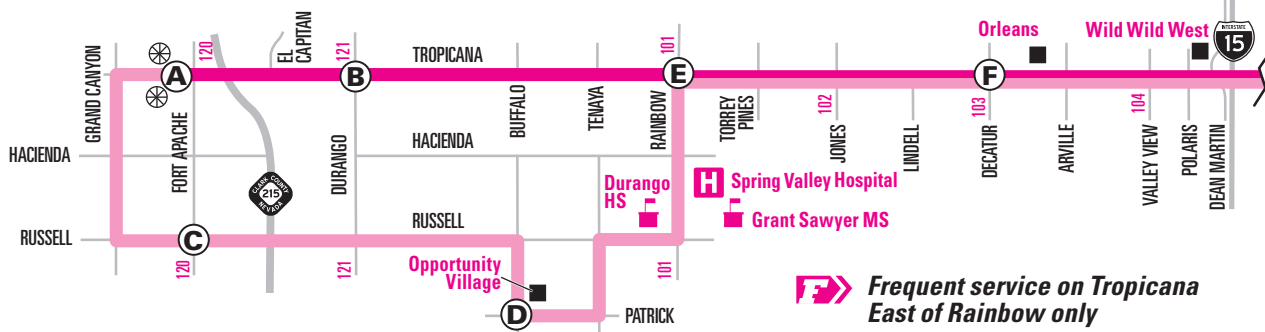 GRAND CANYON
A
120
FORT APACHE
EL CAPITAN
121
B
TROPICANA
DURANGO
BUFFALO
TENAYA
101
E
RAINBOW
TORREY PINES
102
JONES
LINDELL
F
103
DECATUR
Orleans
ARVILLE
104
VALLEY VIEW
Wild Wild West
POLARIS
DEAN MARTIN
INTERSTATE
15
HACIENDA
HACIENDA
CLARK COUNTY
215
NEVADA
Durango
HS
H
Spring Valley Hospital
Grant Sawyer MS
RUSSELL
C
120
121
RUSSELL
101
Opportunity
Village
D
PATRICK
F
Frequent service on Tropicana
East of Rainbow only